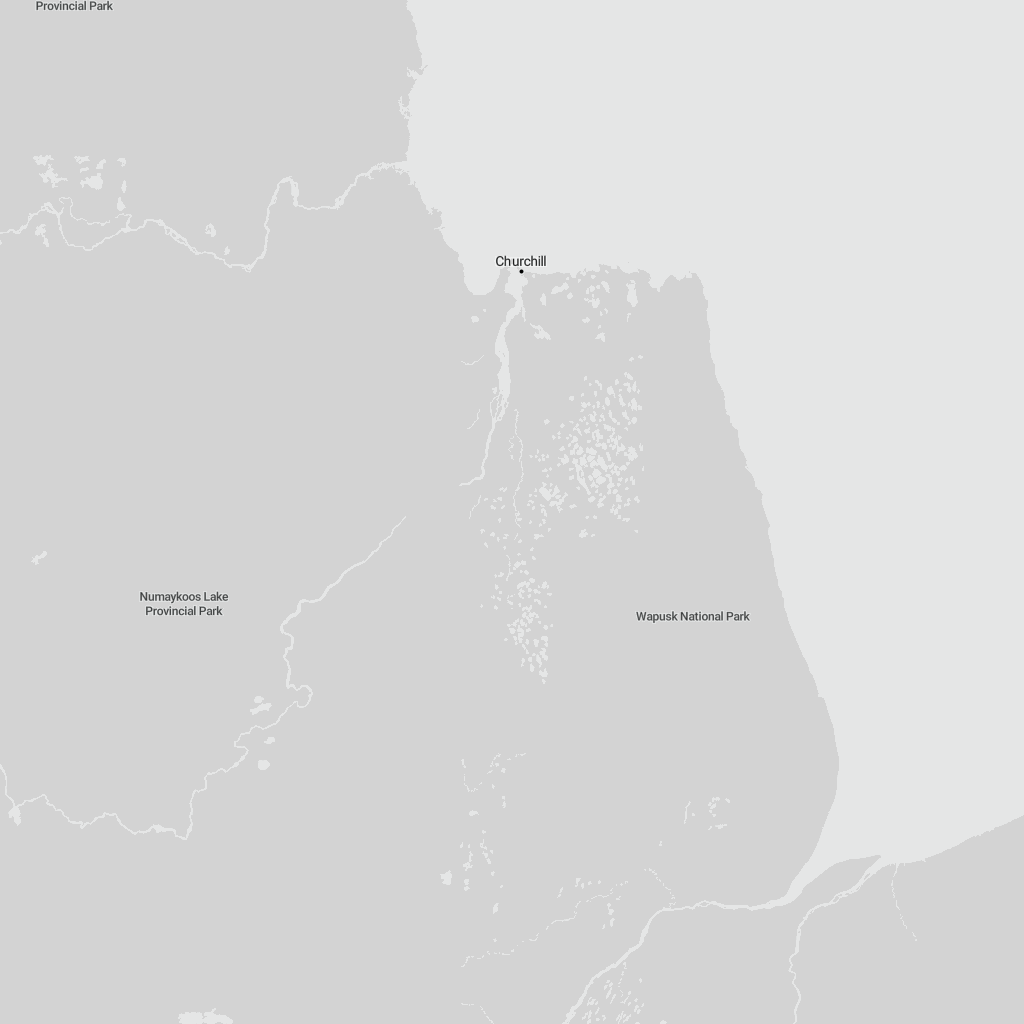 Provincial Park
Churchill
Numaykoos Lake
Provincial Park
Wapusk National Park